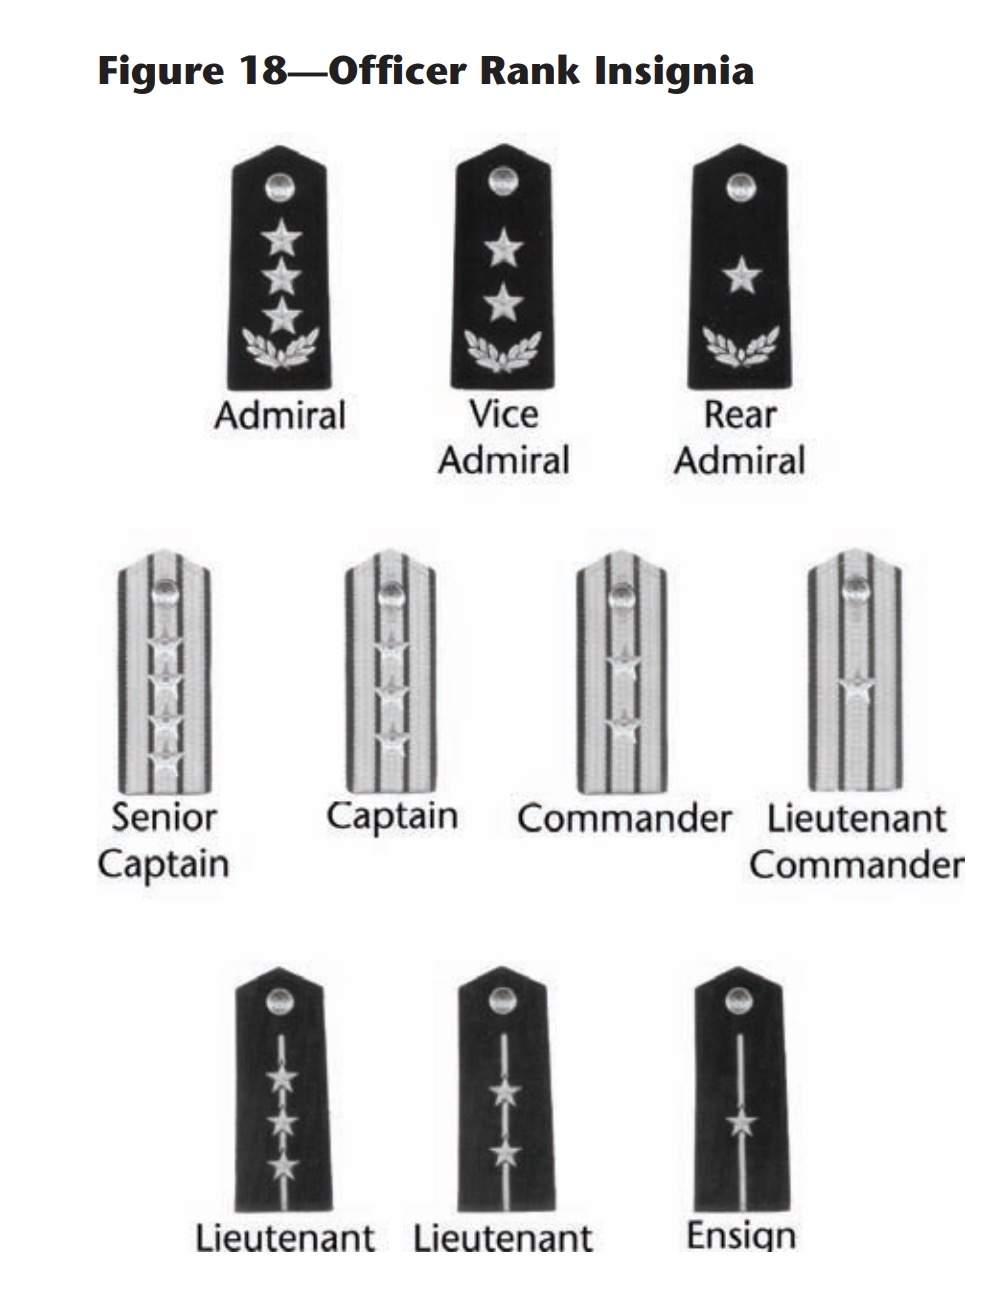 Figure 18—Officer Rank Insignia
Admiral
Vice
Admiral
Rear
Admiral
Senior
Captain
Captain
Commander
Lieutenant
Commander
Lieutenant
Lieutenant
Ensign